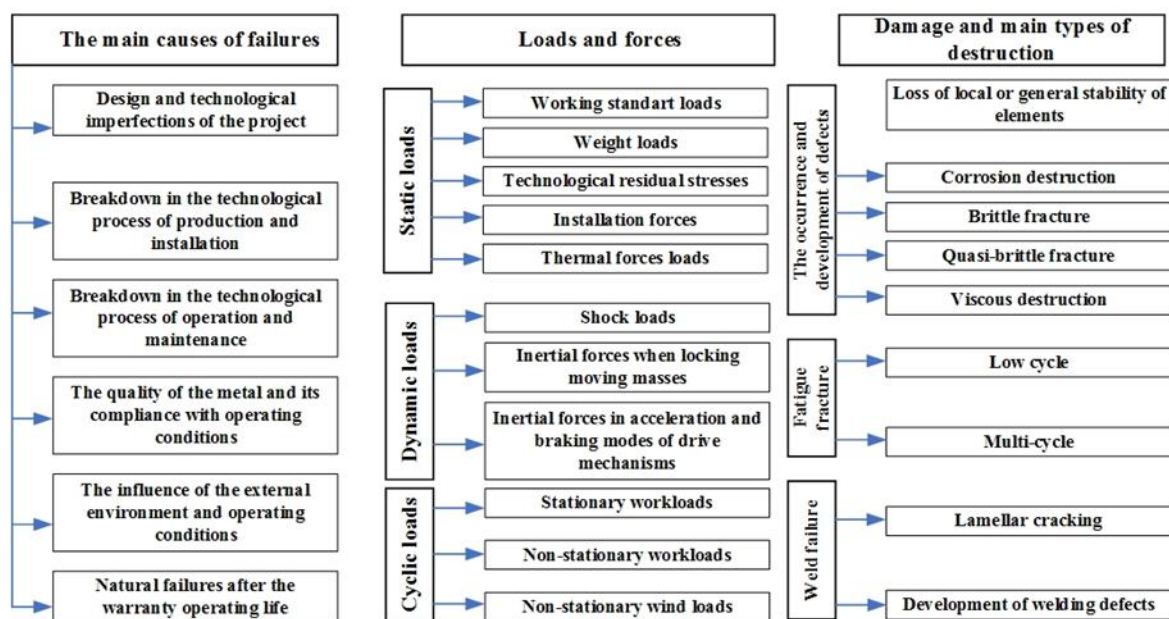 The main causes of failures
Design and technological
imperfections of the project
Breakdown in the technological
process of production and
installation
Breakdown in the technological
process of operation and
maintenance
The quality of the metal and its
compliance with operating
conditions
The influence of the external
environment and operating
conditions
Natural failures after the
warranty operating life
Loads and forces
Static loads
Working standart loads
Weight loads
Technological residual stresses
Installation forces
Thermal forces loads
Dynamic loads
Shock loads
Inertial forces when locking
moving masses
Inertial forces in acceleration and
braking modes of drive
mechanisms
Cyclic loads
Stationary workloads
Non-stationary workloads
Non-stationary wind loads
Damage and main types of
destruction
The occurrence and
development of defects
Loss of local or general stability of
elements
Corrosion destruction
Brittle fracture
Quasi-brittle fracture
Viscous destruction
Fatigue
fracture
Low cycle
Multi-cycle
Weld failure
Lamellar cracking
Development of welding defects